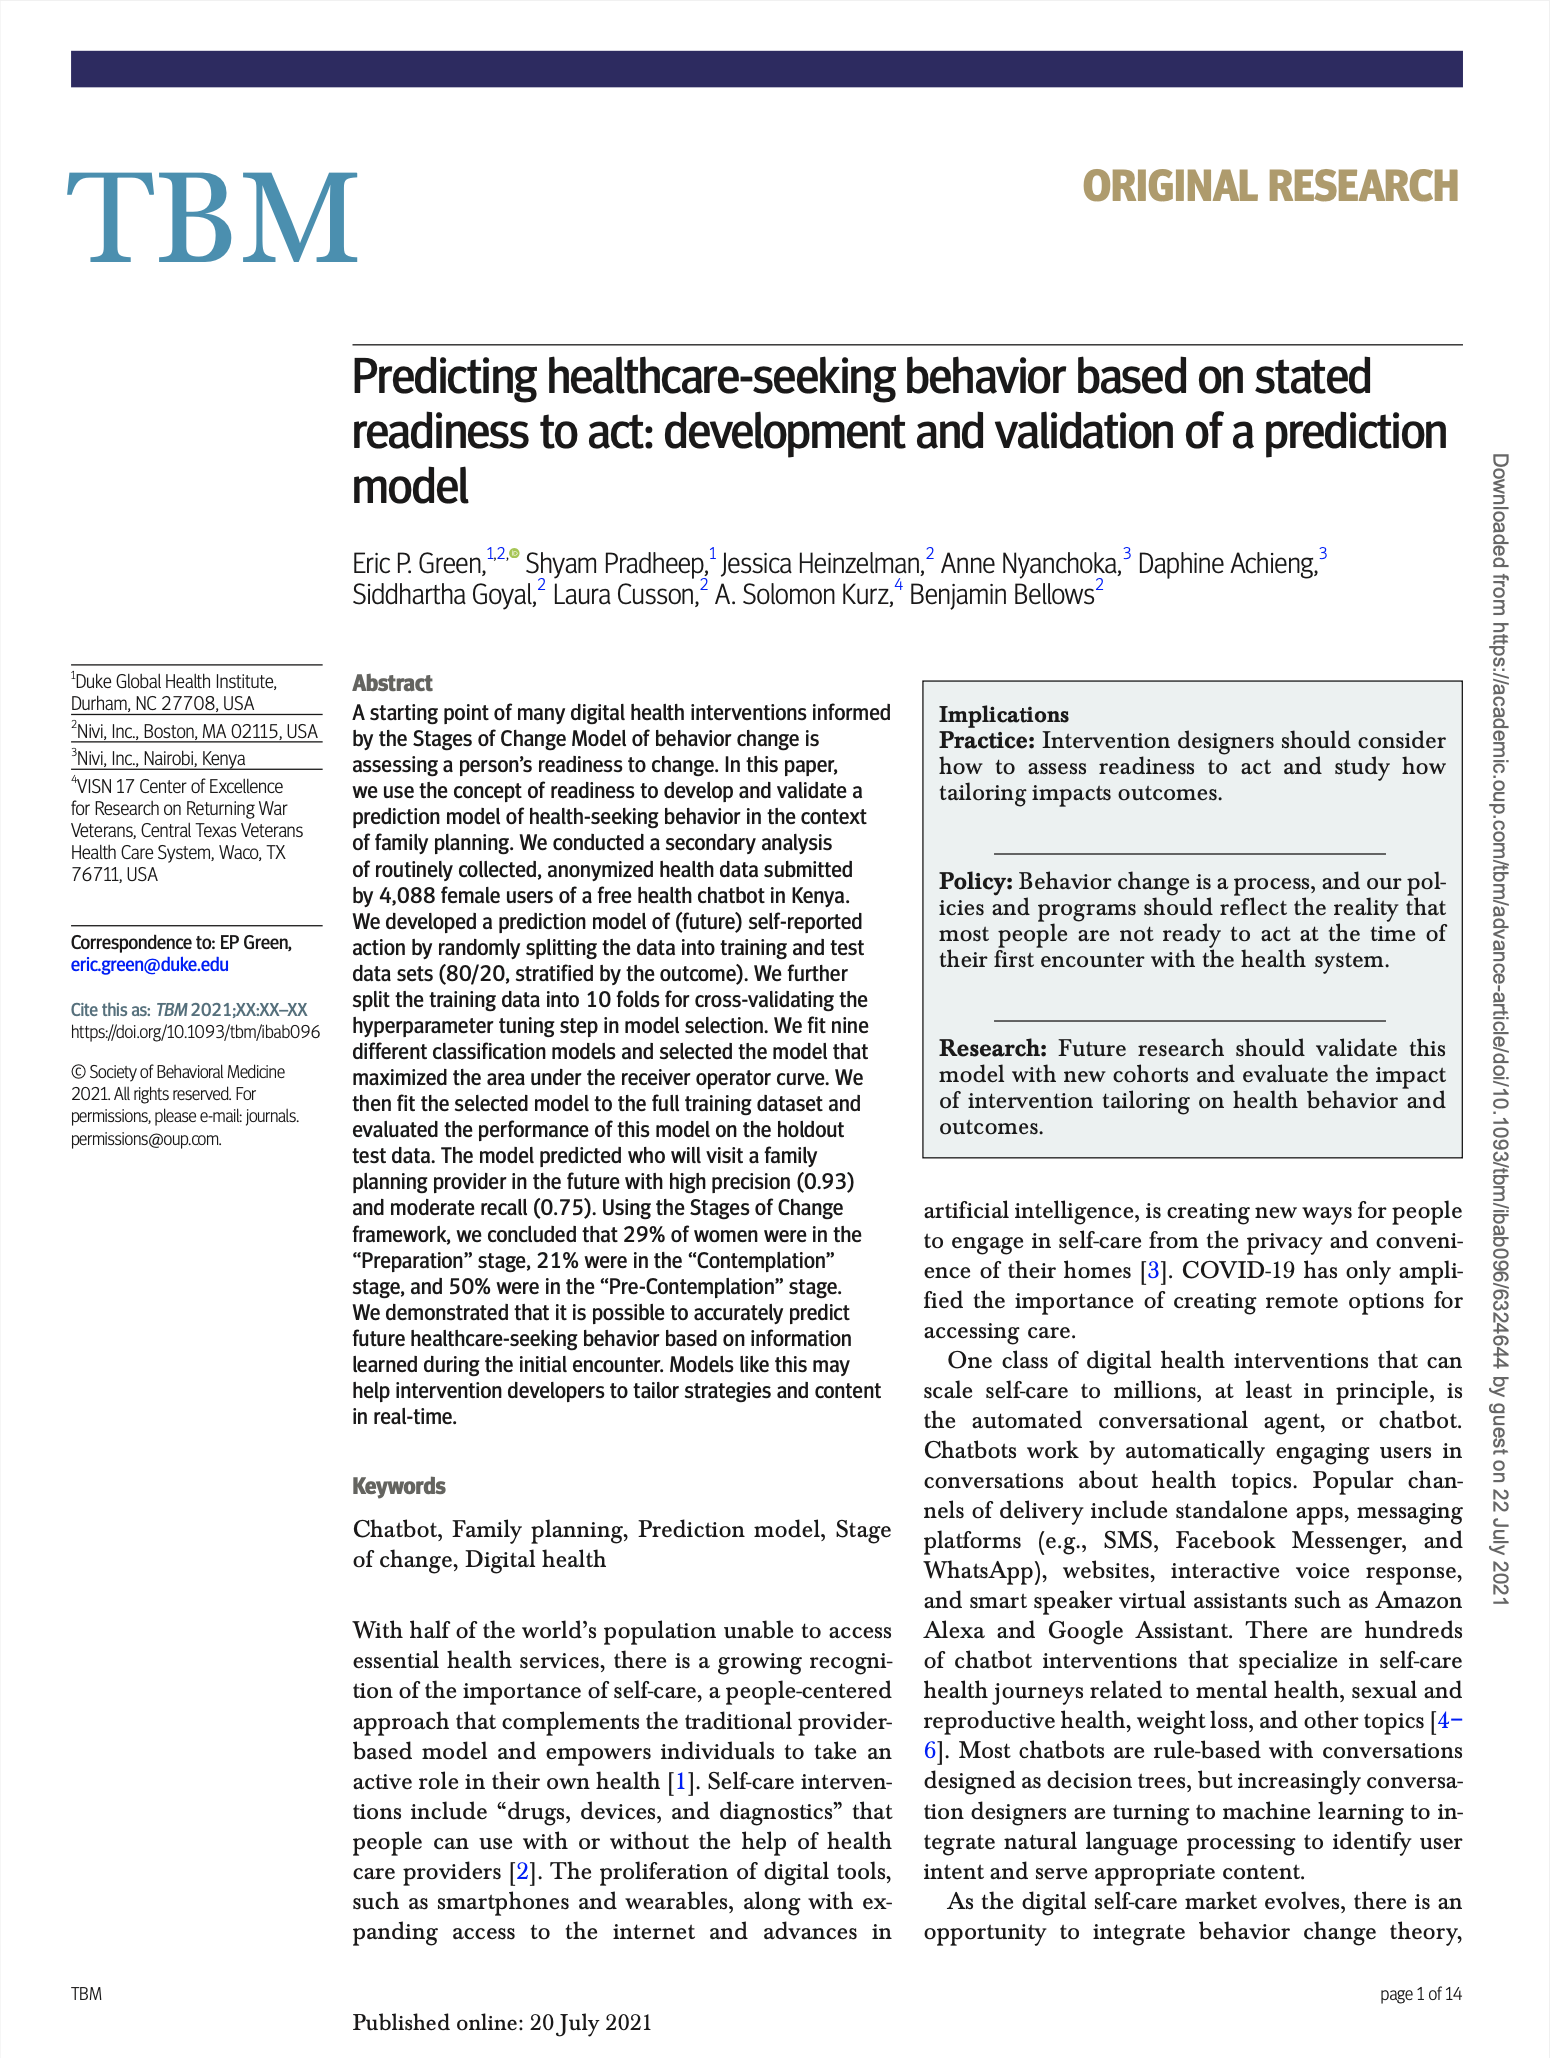 TBM
ORIGINAL RESEARCH
Predicting healthcare-seeking behavior based on stated
readiness to act: development and validation of a prediction
model
Eric P. Green,1,2, Shyam Pradheep,1 Jessica Heinzelman,2 Anne Nyanchoka,3 Daphine Achieng,3
Siddhartha Goyal,2 Laura Cusson,2 A. Solomon Kurz,4 Benjamin Bellows2
1Duke Global Health Institute,
Durham, NC 27708, USA
2Nivi, Inc., Boston, MA 02115, USA
3Nivi, Inc., Nairobi, Kenya
4VISN 17 Center of Excellence
for Research on Returning War
Veterans, Central Texas Veterans
Health Care System, Waco, TX
76711, USA
Correspondence to: EP Green,
eric.green@duke.edu
Cite this as: TBM 2021;XX:XX–XX
https://doi.org/10.1093/tbm/ibab096
© Society of Behavioral Medicine
2021. All rights reserved. For
permissions, please e-mail: journals.
permissions@oup.com.
Abstract
A starting point of many digital health interventions informed
by the Stages of Change Model of behavior change is
assessing a person’s readiness to change. In this paper,
we use the concept of readiness to develop and validate a
prediction model of health-seeking behavior in the context
of family planning. We conducted a secondary analysis
of routinely collected, anonymized health data submitted
by 4,088 female users of a free health chatbot in Kenya.
We developed a prediction model of (future) self-reported
action by randomly splitting the data into training and test
data sets (80/20, stratified by the outcome). We further
split the training data into 10 folds for cross-validating the
hyperparameter tuning step in model selection. We fit nine
different classification models and selected the model that
maximized the area under the receiver operator curve. We
then fit the selected model to the full training dataset and
evaluated the performance of this model on the holdout
test data. The model predicted who will visit a family
planning provider in the future with high precision (0.93)
and moderate recall (0.75). Using the Stages of Change
framework, we concluded that 29% of women were in the
“Preparation” stage, 21% were in the “Contemplation”
stage, and 50% were in the “Pre-Contemplation” stage.
We demonstrated that it is possible to accurately predict
future healthcare-seeking behavior based on information
learned during the initial encounter. Models like this may
help intervention developers to tailor strategies and content
in real-time.
Keywords
Chatbot, Family planning, Prediction model, Stage
of change, Digital health
With half of the world’s population unable to access
essential health services, there is a growing recogni-
tion of the importance of self-care, a people-centered
approach that complements the traditional provider-
based model and empowers individuals to take an
active role in their own health [1]. Self-care interven-
tions include “drugs, devices, and diagnostics” that
people can use with or without the help of health
care providers [2]. The proliferation of digital tools,
such as smartphones and wearables, along with ex-
panding access to the internet and advances in
Implications
Practice: Intervention designers should consider
how to assess readiness to act and study how
tailoring impacts outcomes.
Policy: Behavior change is a process, and our pol-
icies and programs should reflect the reality that
most people are not ready to act at the time of
their first encounter with the health system.
Research: Future research should validate this
model with new cohorts and evaluate the impact
of intervention tailoring on health behavior and
outcomes.
artificial intelligence, is creating new ways for people
to engage in self-care from the privacy and conveni-
ence of their homes [3]. COVID-19 has only ampli-
fied the importance of creating remote options for
accessing care.
One class of digital health interventions that can
scale self-care to millions, at least in principle, is
the automated conversational agent, or chatbot.
Chatbots work by automatically engaging users in
conversations about health topics. Popular chan-
nels of delivery include standalone apps, messaging
platforms (e.g., SMS, Facebook Messenger, and
WhatsApp), websites, interactive voice response,
and smart speaker virtual assistants such as Amazon
Alexa and Google Assistant. There are hundreds
of chatbot interventions that specialize in self-care
health journeys related to mental health, sexual and
reproductive health, weight loss, and other topics [4–
6]. Most chatbots are rule-based with conversations
designed as decision trees, but increasingly conversa-
tion designers are turning to machine learning to in-
tegrate natural language processing to identify user
intent and serve appropriate content.
As the digital self-care market evolves, there is an
opportunity to integrate behavior change theory,
Downloaded from https://academic.oup.com/tbm/advance-article/doi/10.1093/tbm/ibab096/6324644 by guest on 22 July 2021
TBM
page 1 of 14
Published online: 20 July 2021